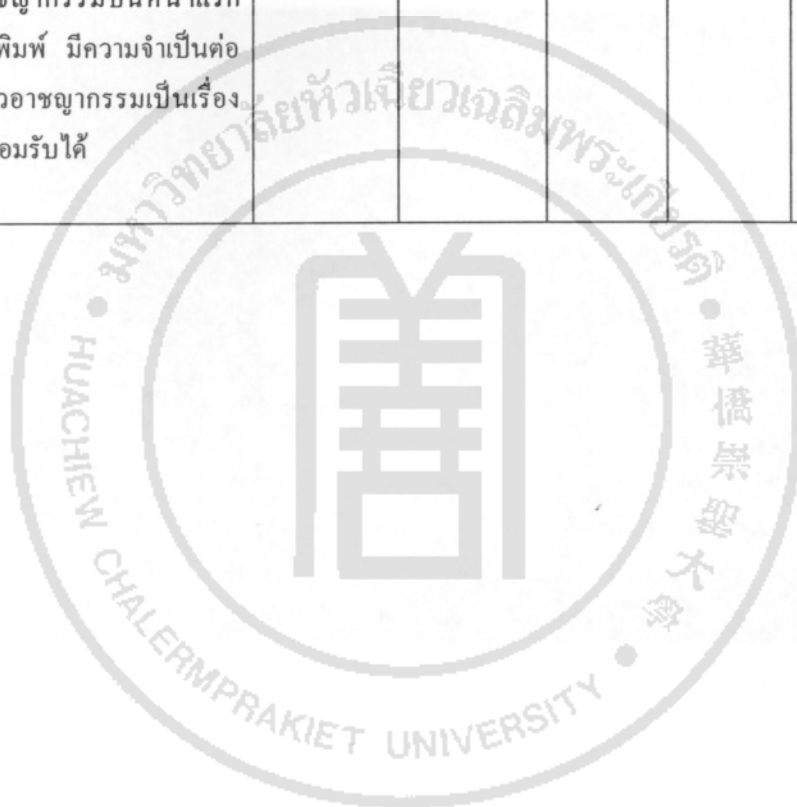 ชญากรรมบนหน้าแรก
พิมพ์ มีความจำเป็นต่อ
วอาชญากรรมเป็นเรื่อง
อมรับได้
มหาวิทยาลัยหัวเฉียวเฉลิมพระเกียรติ
HUACHIEW CHALERMPRAKIET UNIVERSITY
華僑崇聖大學